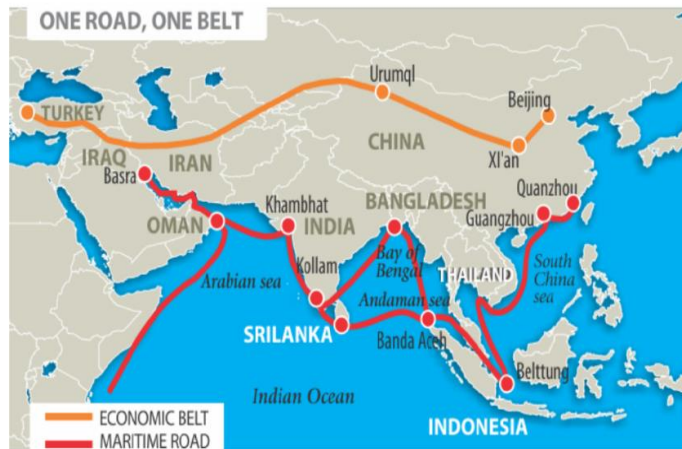 ONE ROAD, ONE BELT
Urumql
Beijing
TURKEY
CHINA
XI'an
IRAQ
IRAN
Basra
Quanzhou
BANGLADESH
Khambhat
Guangzhou
OMAN
INDIA
Bay of
Bengal
South
China
sea
THAILAND
Kollam
Arabian sea
Andaman sea
SRILANKA
Banda Aceh
Belttung
Indian Ocean
ECONOMIC BELT
INDONESIA
MARITIME ROAD